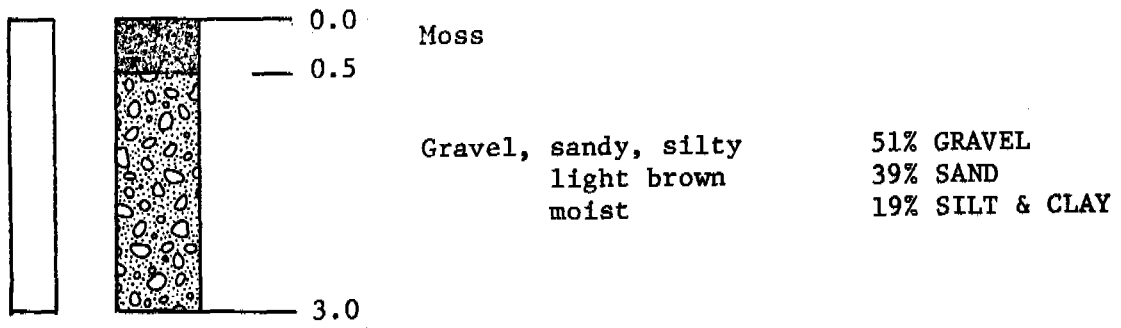 0.0
Moss
0.5
Gravel, sandy, silty 51% GRAVEL
light brown 39% SAND
moist 19% SILT & CLAY
3.0